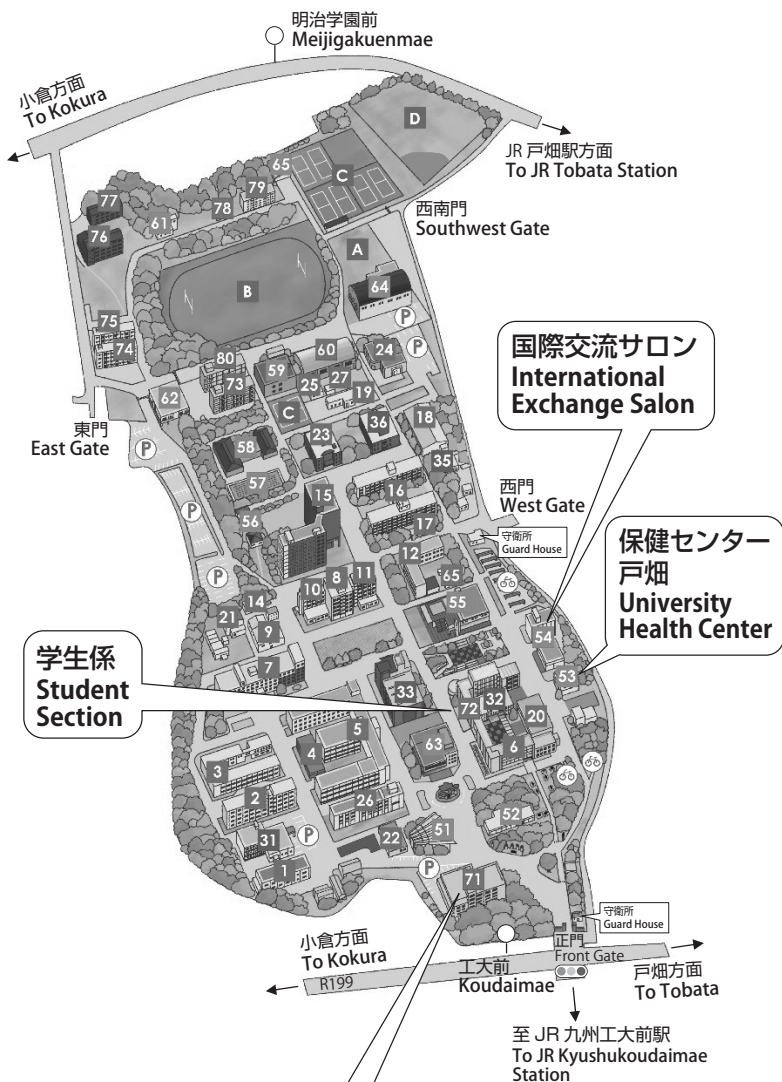 明治学園前
Meijigakuenmae
小倉方面
To Kokura
D
JR 戸畑駅方面
To JR Tobata Station
65
C
79
77
78
61
76
西南門
Southwest Gate
A
B
64
P
75
74
60
24
P
80
59
73
25
27
19
62
C
36
18
23
東門
East Gate
P
58
35
57
15
16
国際交流サロン
International
Exchange Salon
P
17
西門
West Gate
守衛所
Guard House
56
12
65
保健センター
戸畑
University
Health Center
P
10
8
11
14
55
21
9
54
53
7
学生係
Student
Section
33
72
32
20
5
63
6
4
3
2
26
52
31
P
22
51
1
P
71
守衛所
Guard House
正門
Front Gate
小倉方面
To Kokura
R199
工大前
Koudaimae
戸畑方面
To Tobata
至 JR 九州工大前駅
To JR Kyushukoudaimae
Station